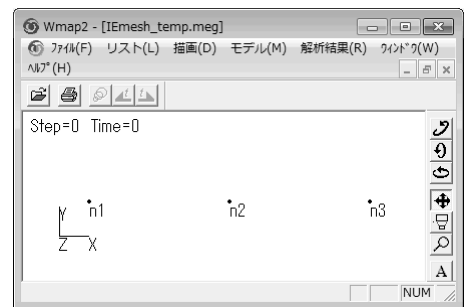 Wmap2 - [IEmesh_temp.meg]
ﾌｧｲﾙ(F) リスト(L) 描画(D) モデル(M) 解析結果(R) ｳｨﾝﾄﾞｳ(W)
ﾍﾙﾌﾟ(H)
Step=0 Time=0
n1 n2 n3
Y
Z X
A
NUM